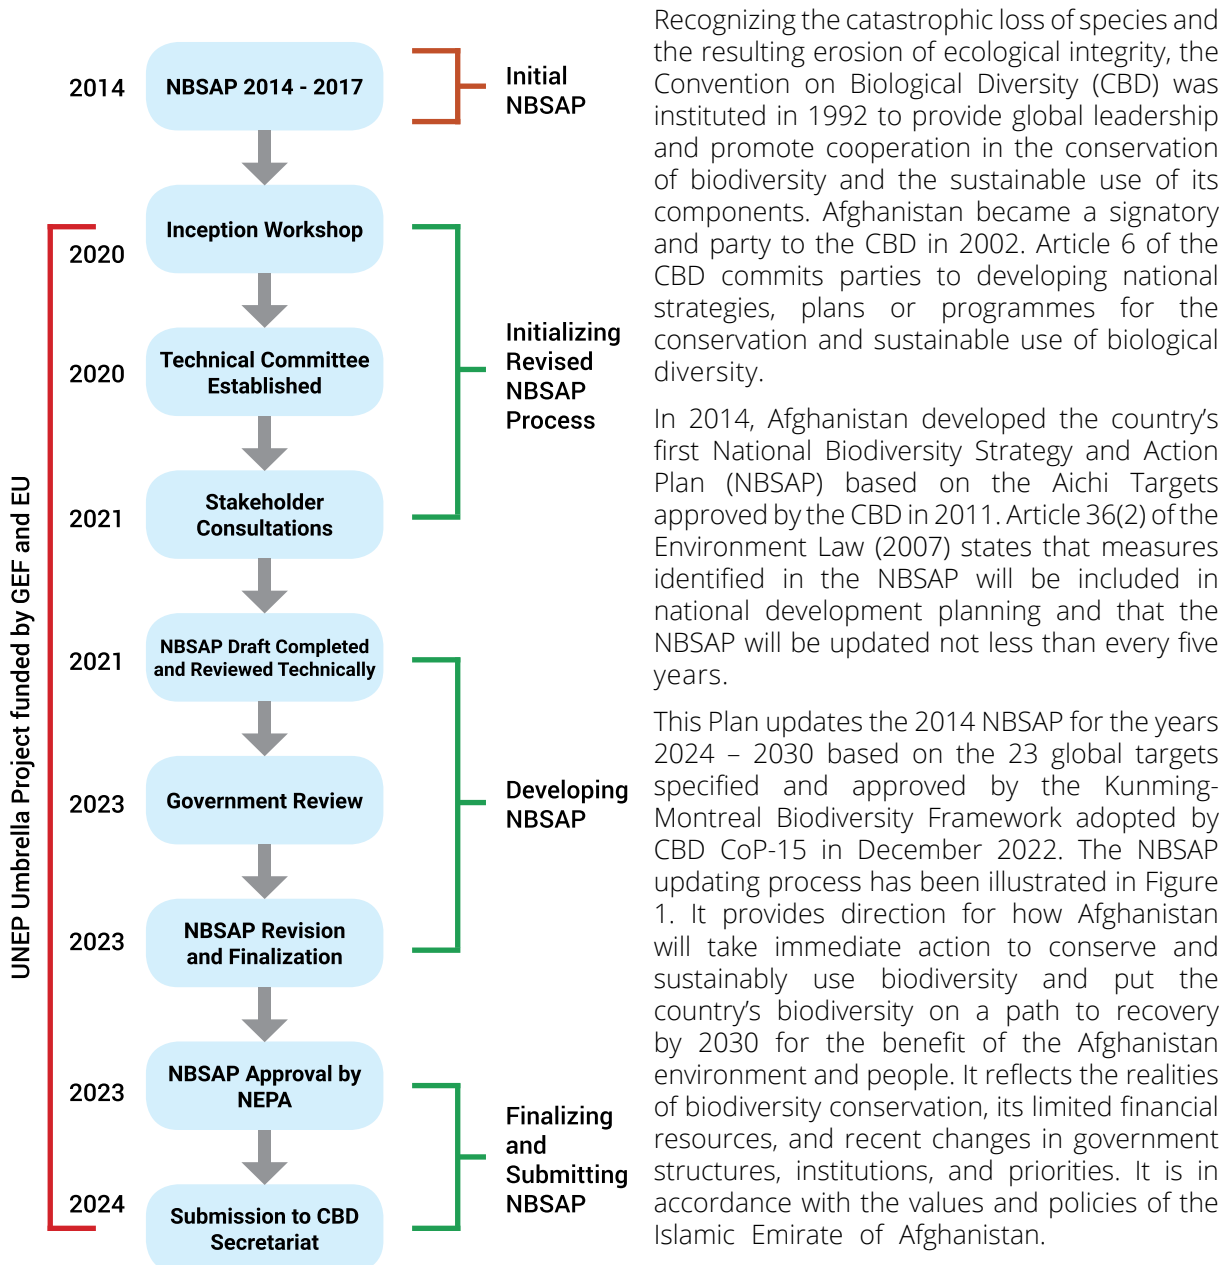 UNEP Umbrella Project funded by GEF and EU
2014
NBSAP 2014 - 2017
Initial
NBSAP
2020
Inception Workshop
2020
Technical Committee
Established
Initializing
Revised
NBSAP
Process
2021
Stakeholder
Consultations
2021
NBSAP Draft Completed
and Reviewed Technically
2023
Government Review
Developing
NBSAP
2023
NBSAP Revision
and Finalization
2023
NBSAP Approval by
NEPA
Finalizing
and
Submitting
NBSAP
2024
Submission to CBD
Secretariat
Recognizing the catastrophic loss of species and
the resulting erosion of ecological integrity, the
Convention on Biological Diversity (CBD) was
instituted in 1992 to provide global leadership
and promote cooperation in the conservation
of biodiversity and the sustainable use of its
components. Afghanistan became a signatory
and party to the CBD in 2002. Article 6 of the
CBD commits parties to developing national
strategies, plans or programmes for the
conservation and sustainable use of biological
diversity.
In 2014, Afghanistan developed the country's
first National Biodiversity Strategy and Action
Plan (NBSAP) based on the Aichi Targets
approved by the CBD in 2011. Article 36(2) of the
Environment Law (2007) states that measures
identified in the NBSAP will be included in
national development planning and that the
NBSAP will be updated not less than every five
years.
This Plan updates the 2014 NBSAP for the years
2024 – 2030 based on the 23 global targets
specified and approved by the Kunming-
Montreal Biodiversity Framework adopted by
CBD CoP-15 in December 2022. The NBSAP
updating process has been illustrated in Figure
1. It provides direction for how Afghanistan
will take immediate action to conserve and
sustainably use biodiversity and put the
country's biodiversity on a path to recovery
by 2030 for the benefit of the Afghanistan
environment and people. It reflects the realities
of biodiversity conservation, its limited financial
resources, and recent changes in government
structures, institutions, and priorities. It is in
accordance with the values and policies of the
Islamic Emirate of Afghanistan.